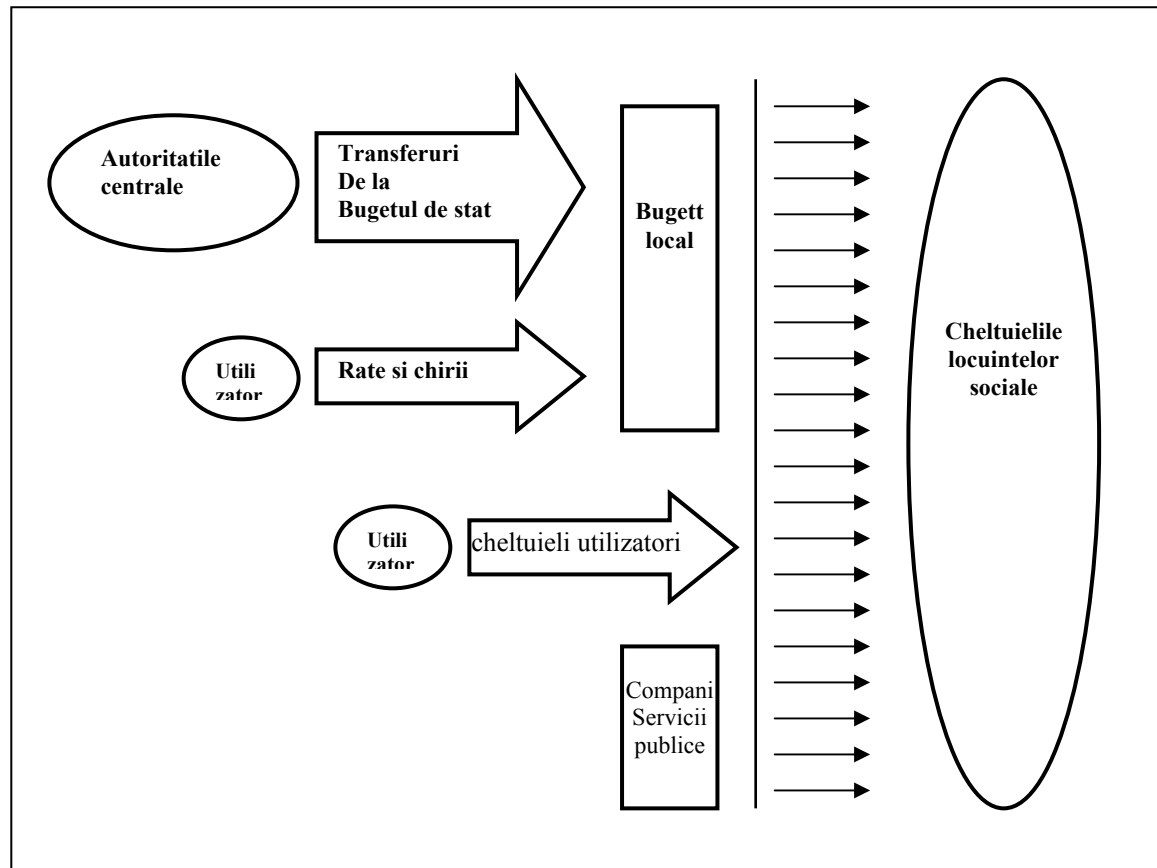 Autoritatile
centrale
Transferuri
De la
Bugetul de stat
Bugett
local
Utili
zator
Rate si chirii
Cheltuielile
locuintelor
sociale
Utili
zator
cheltuieli utilizatori
Compani
Servicii
publice